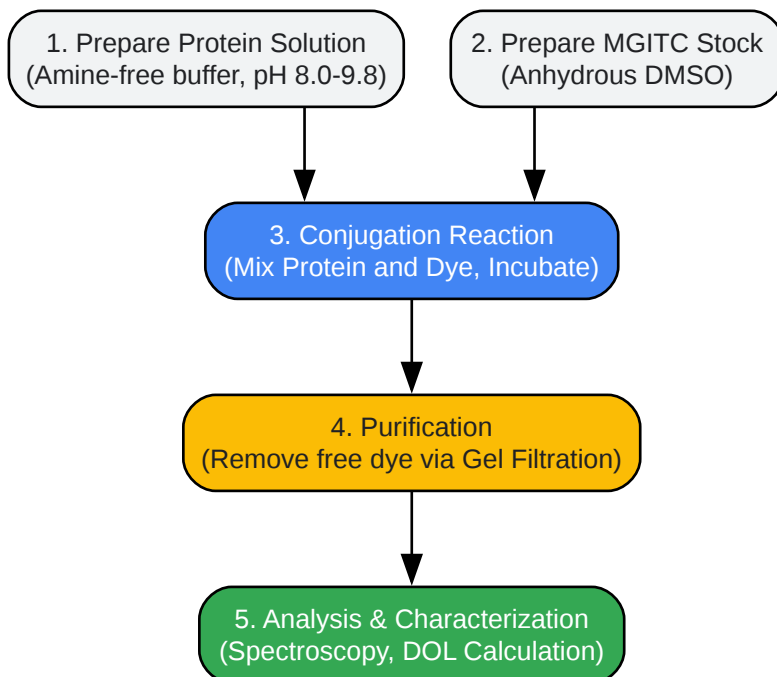 1. Prepare Protein Solution
(Amine-free buffer, pH 8.0-9.8)
2. Prepare MGITC Stock
(Anhydrous DMSO)
3. Conjugation Reaction
(Mix Protein and Dye, Incubate)
4. Purification
(Remove free dye via Gel Filtration)
5. Analysis & Characterization
(Spectroscopy, DOL Calculation)